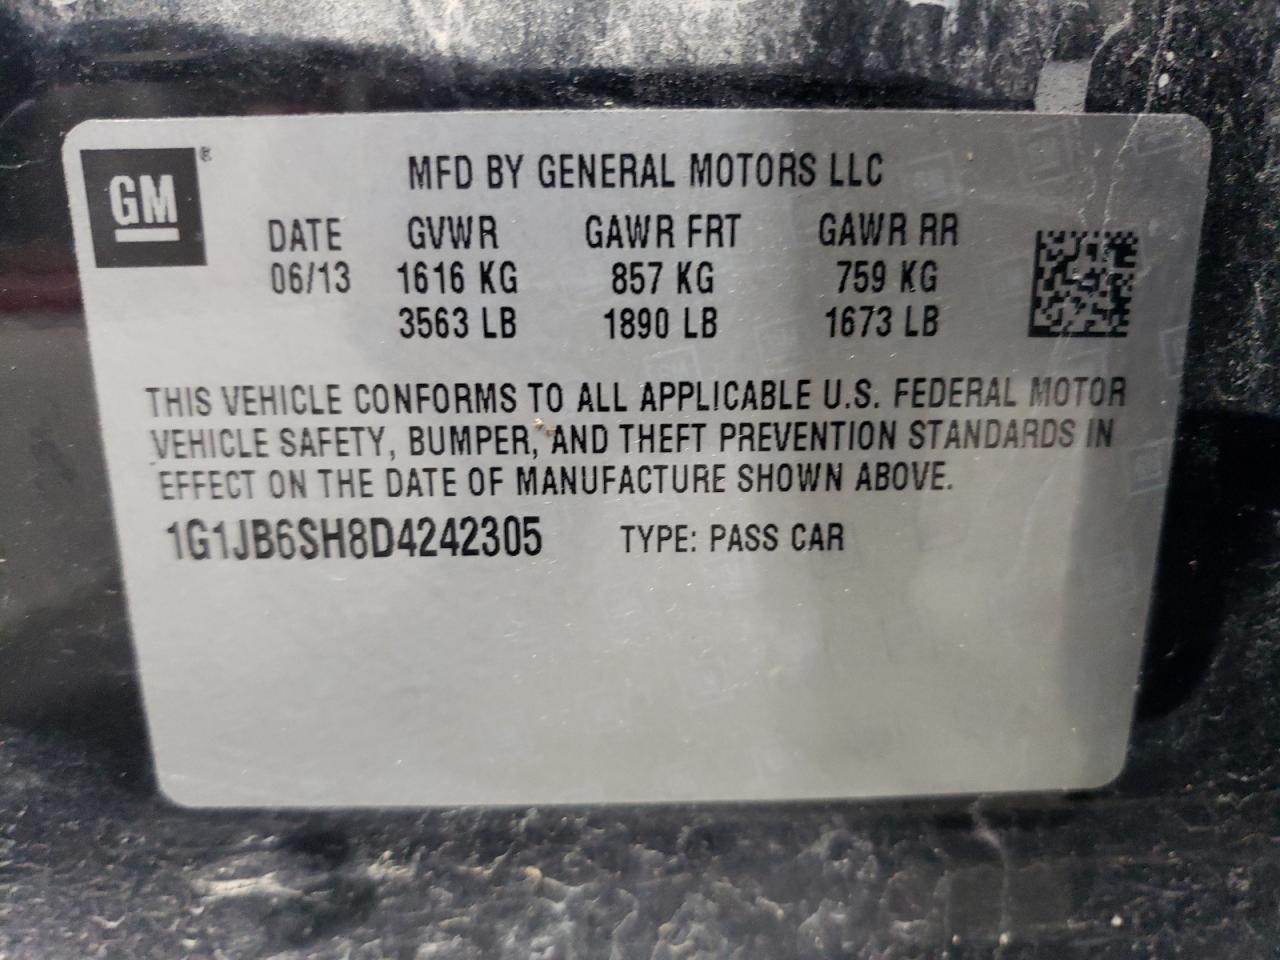 GM ®
MFD BY GENERAL MOTORS LLC
DATE GVWR GAWR FRT GAWR RR
06/13 1616 KG 857 KG 759 KG
3563 LB 1890 LB 1673 LB
THIS VEHICLE CONFORMS TO ALL APPLICABLE U.S. FEDERAL MOTOR
VEHICLE SAFETY, BUMPER, AND THEFT PREVENTION STANDARDS IN
EFFECT ON THE DATE OF MANUFACTURE SHOWN ABOVE.
1G1JB6SH8D4242305 TYPE: PASS CAR